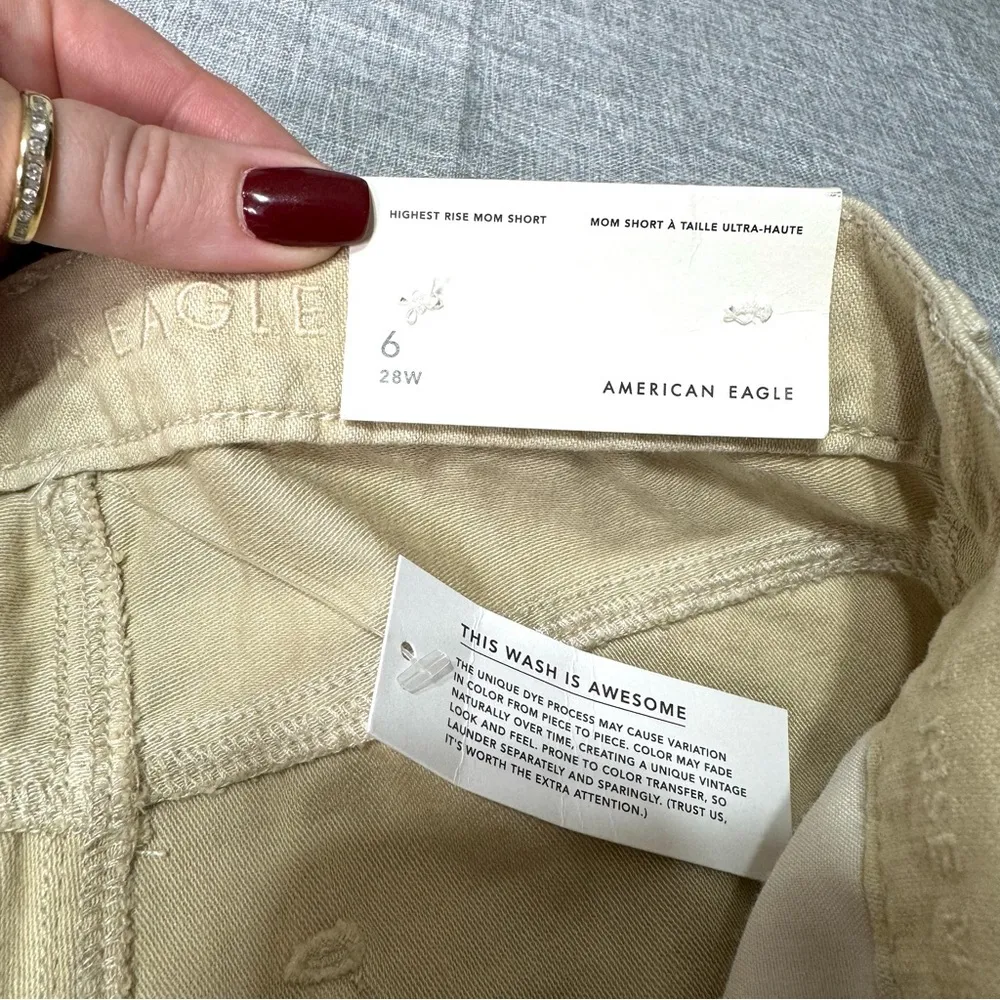 HIGHEST RISE MOM SHORT
MOM SHORT À TAILLE ULTRA-HAUTE
6
28W
AMERICAN EAGLE
AN EAGLE
THIS WASH IS AWESOME
THE UNIQUE DYE PROCESS MAY CAUSE VARIATION
IN COLOR FROM PIECE TO PIECE. COLOR MAY FADE
NATURALLY OVER TIME, CREATING A UNIQUE VINTAGE
LOOK AND FEEL. PRONE TO COLOR TRANSFER, SO
LAUNDER SEPARATELY AND SPARINGLY. (TRUST US,
IT'S WORTH THE EXTRA ATTENTION.)